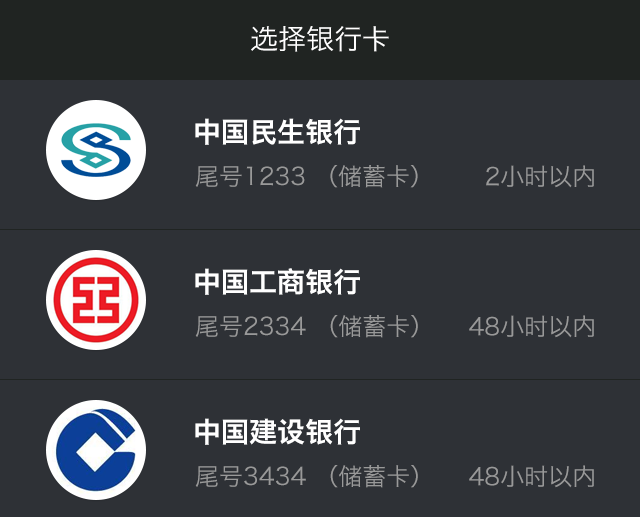 选择银行卡
中国民生银行
尾号1233 （储蓄卡） 2小时以内
中国工商银行
尾号2334 （储蓄卡） 48小时以内
中国建设银行
尾号3434 （储蓄卡） 48小时以内